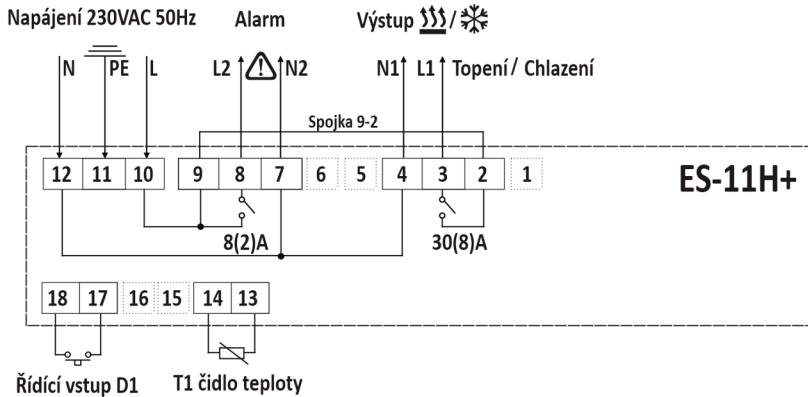 Napájení 230VAC 50Hz Alarm Výstup /
N PE L L2 N2 N1 L1 Topení / Chlazení
Spojka 9-2
12 11 10 9 8 7 6 5 4 3 2 1 ES-11H+
8(2)A 30(8)A
18 17 16 15 14 13
Řídící vstup D1 T1 čidlo teploty